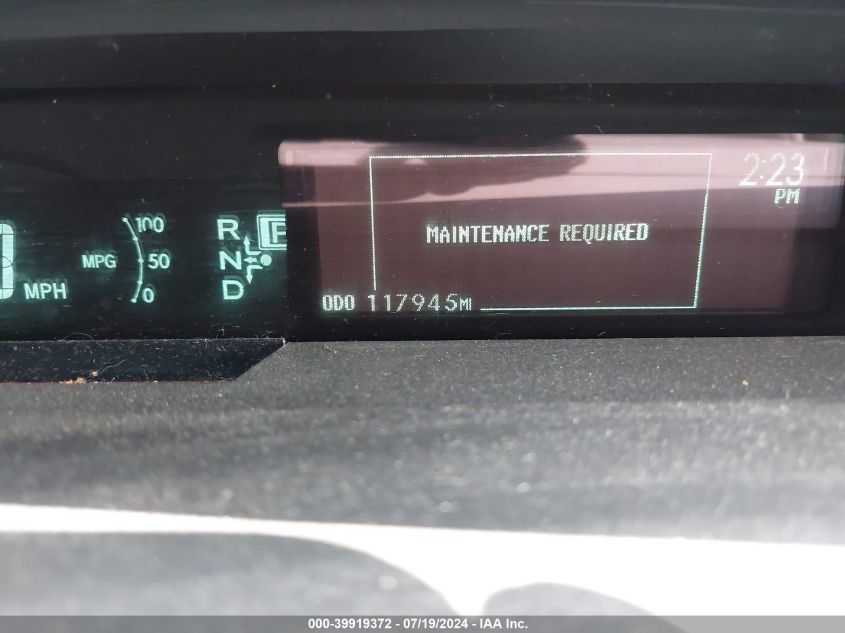 2:23
PM
MAINTENANCE REQUIRED
ODO 117945MI
0 MPH
MPG 100
50
0
R
N
D
P
000-39919372 - 07/19/2024 - IAA Inc.